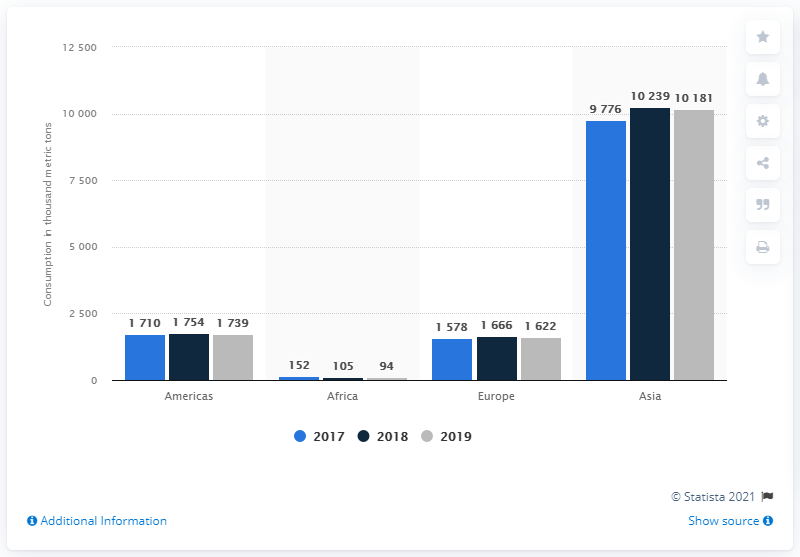 Consumption in thousand metric tons
12 500
10 000
7 500
5 000
2 500
0
1 710 1 754 1 739
152 105 94
1 578 1 666 1 622
9 776 10 239 10 181
Americas Africa Europe Asia
2017 2018 2019
© Statista 2021
Additional Information Show source